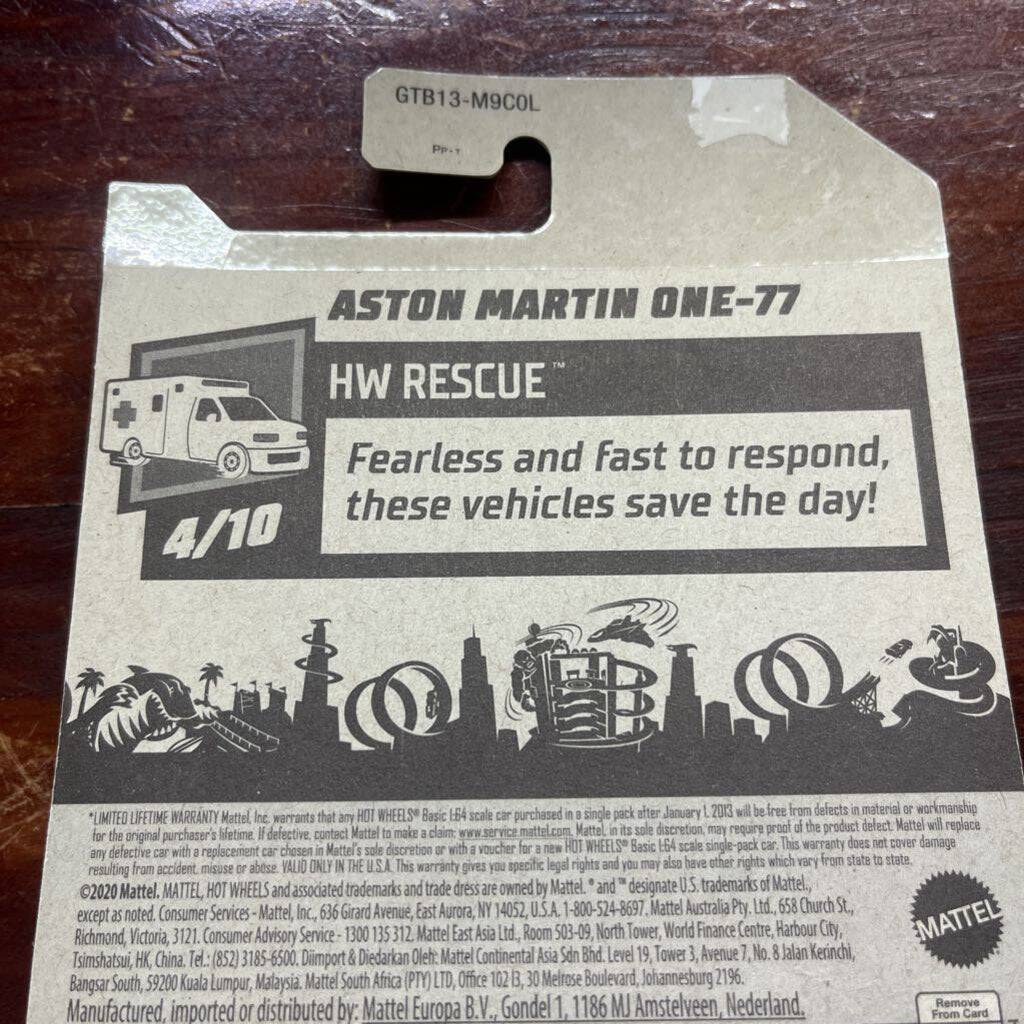 GTB13-M9C0L
PP-T
ASTON MARTIN ONE-77
HW RESCUE™
Fearless and fast to respond,
these vehicles save the day!
4/10
*LIMITED LIFETIME WARRANTY Mattel, Inc. warrants that any HOT WHEELS® Basic 1:64 scale car purchased in a single pack after January 1, 2013 will be free from defects in material or workmanship
for the original purchaser's lifetime. If defective, contact Mattel to make a claim: www.service.mattel.com. Mattel, in its sole discretion, may require proof of the product defect. Mattel will replace
any defective car with a replacement car chosen in Mattel's sole discretion or with a voucher for a new HOT WHEELS® Basic 1:64 scale single-pack car. This warranty does not cover damage
resulting from accident, misuse or abuse. VALID ONLY IN THE U.S.A. This warranty gives you specific legal rights and you may also have other rights which vary from state to state.
©2020 Mattel. MATTEL, HOT WHEELS and associated trademarks and trade dress are owned by Mattel. ® and ™ designate U.S. trademarks of Mattel.,
except as noted. Consumer Services - Mattel, Inc., 636 Girard Avenue, East Aurora, NY 14052, U.S.A. 1-800-524-8697. Mattel Australia Pty. Ltd., 658 Church St.,
Richmond, Victoria, 3121. Consumer Advisory Service - 1300 135 312. Mattel East Asia Ltd., Room 503-09, North Tower, World Finance Centre, Harbour City,
Tsimshatsui, HK, China. Tel.: (852) 3185-6500. Diimport & Diedarkan Oleh: Mattel Continental Asia Sdn Bhd. Level 19, Tower 3, Avenue 7, No. 8 Jalan Kerinchi,
Bangsar South, 59200 Kuala Lumpur, Malaysia. Mattel South Africa (PTY) LTD, Office 102 I3, 30 Melrose Boulevard, Johannesburg 2196.
Manufactured, imported or distributed by: Mattel Europa B.V., Gondel 1, 1186 MJ Amstelveen, Nederland.
MATTEL
Remove
From Card